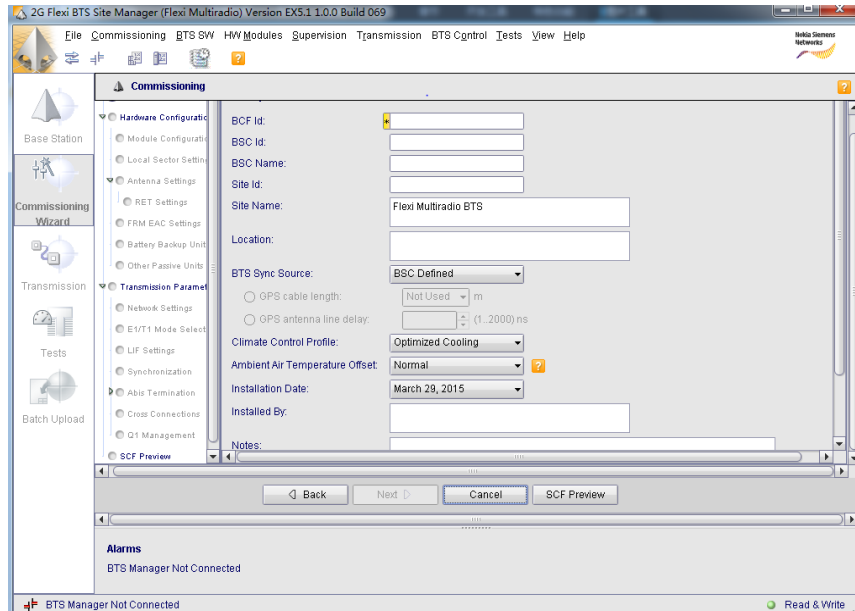 2G Flexi BTS Site Manager (Flexi Multiradio) Version EX5.1 1.0.0 Build 069
File Commissioning BTS SW HW Modules Supervision Transmission BTS Control Tests View Help
Nokia Siemens
Networks
Commissioning
Base Station
Commissioning
Wizard
Transmission
Tests
Batch Upload
Hardware Configuratio
Module Configuratio
Local Sector Setting
Antenna Settings
RET Settings
FRM EAC Settings
Battery Backup Unit
Other Passive Units
Transmission Paramet
Network Settings
E1/T1 Mode Select
LIF Settings
Synchronization
Abis Termination
Cross Connections
Q1 Management
SCF Preview
BCF Id: *
BSC Id:
BSC Name:
Site Id:
Site Name: Flexi Multiradio BTS
Location:
BTS Sync Source: BSC Defined
GPS cable length: Not Used m
GPS antenna line delay: (1..2000) ns
Climate Control Profile: Optimized Cooling
Ambient Air Temperature Offset: Normal
Installation Date: March 29, 2015
Installed By:
Notes:
Back Next Cancel SCF Preview
Alarms
BTS Manager Not Connected
BTS Manager Not Connected Read & Write